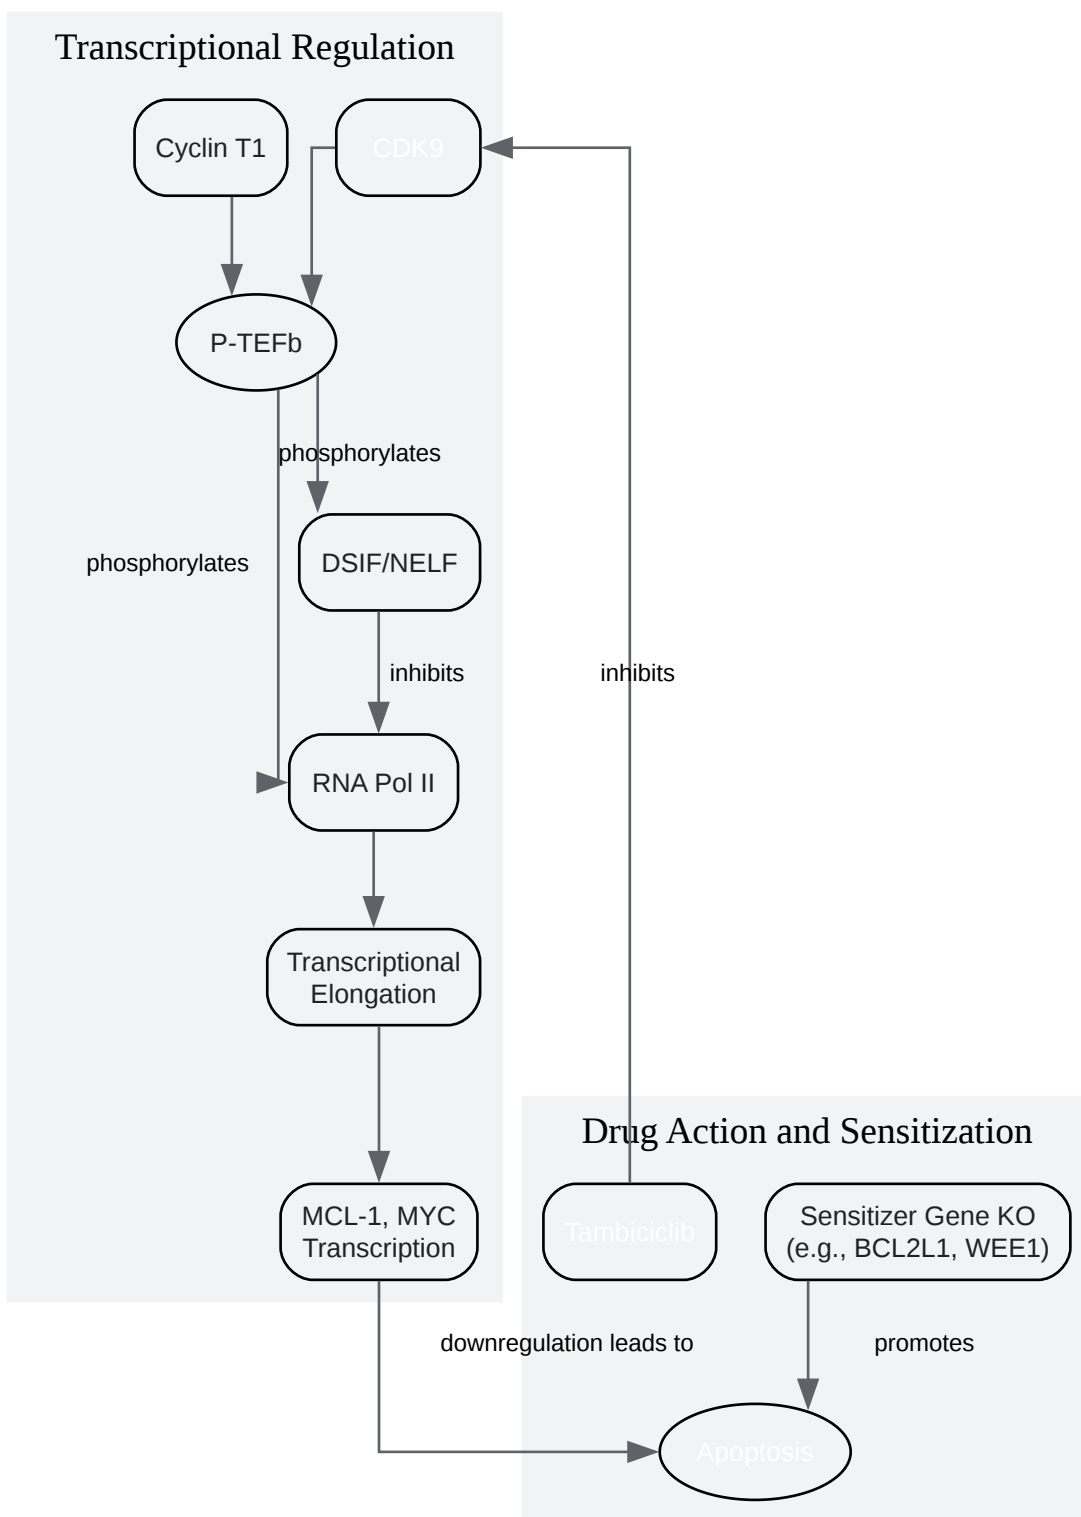 Transcriptional Regulation
Cyclin T1
CDK9
P-TEFb
phosphorylates
phosphorylates
DSIF/NELF
inhibits
inhibits
RNA Pol II
Transcriptional
Elongation
Drug Action and Sensitization
MCL-1, MYC
Transcription
Tambiciclib
Sensitizer Gene KO
(e.g., BCL2L1, WEE1)
downregulation leads to
promotes
Apoptosis